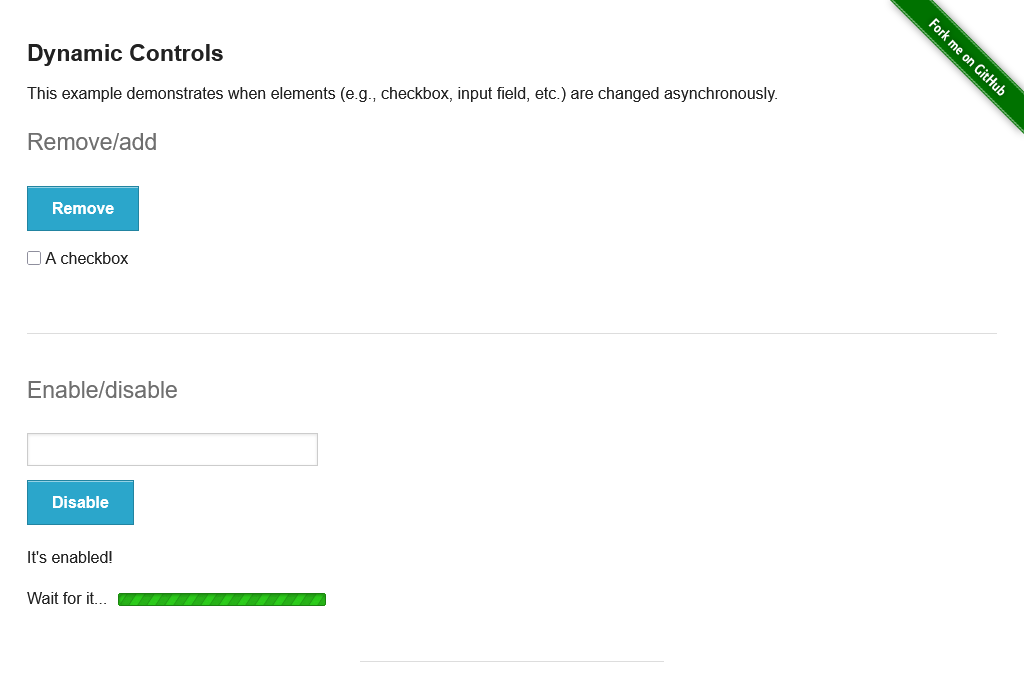 Fork me on GitHub
Dynamic Controls
This example demonstrates when elements (e.g., checkbox, input field, etc.) are changed asynchronously.
Remove/add
Remove
A checkbox
Enable/disable
Disable
It's enabled!
Wait for it...